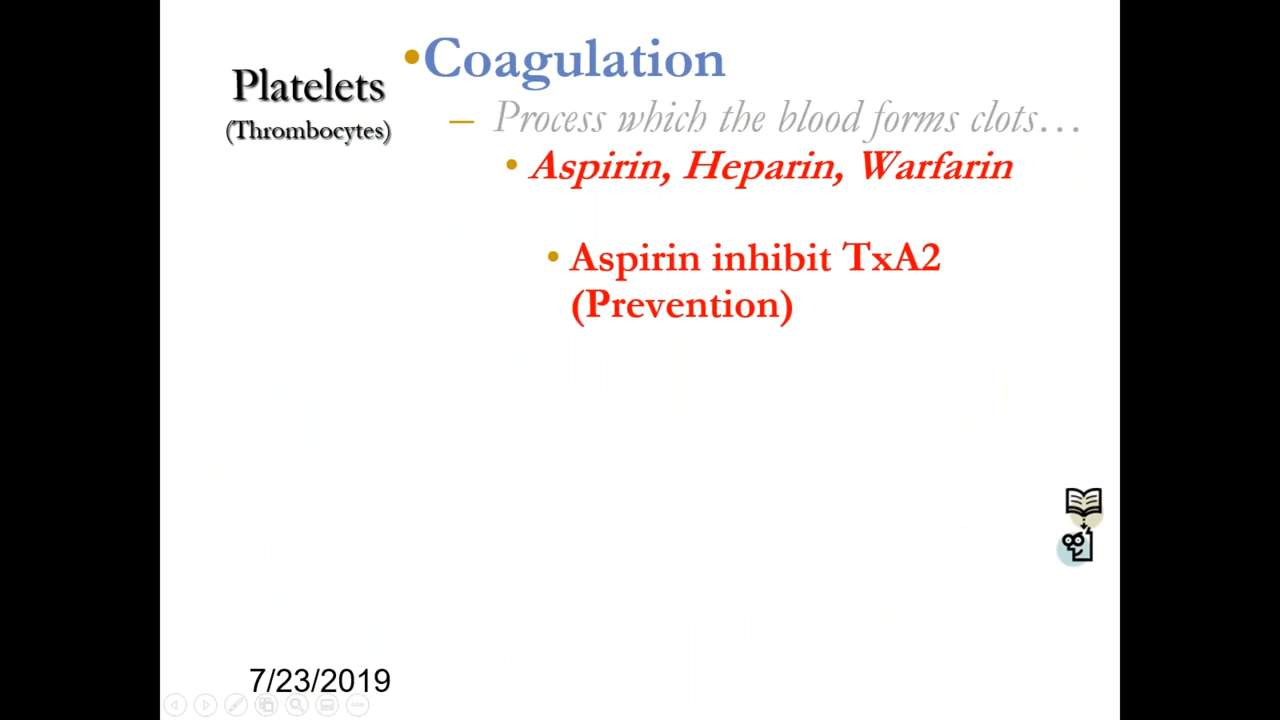 Platelets
(Thrombocytes)
•Coagulation
– Process which the blood forms clots…
• Aspirin, Heparin, Warfarin
• Aspirin inhibit TxA2
(Prevention)
7/23/2019